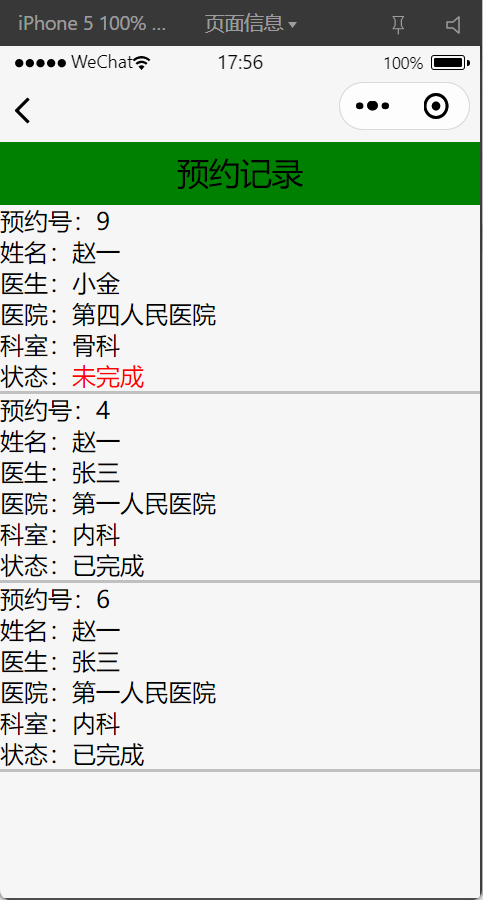 iPhone 5 100% ... 页面信息
WeChat 17:56 100%
预约记录
预约号：9
姓名：赵一
医生：小金
医院：第四人民医院
科室：骨科
状态：未完成
预约号：4
姓名：赵一
医生：张三
医院：第一人民医院
科室：内科
状态：已完成
预约号：6
姓名：赵一
医生：张三
医院：第一人民医院
科室：内科
状态：已完成